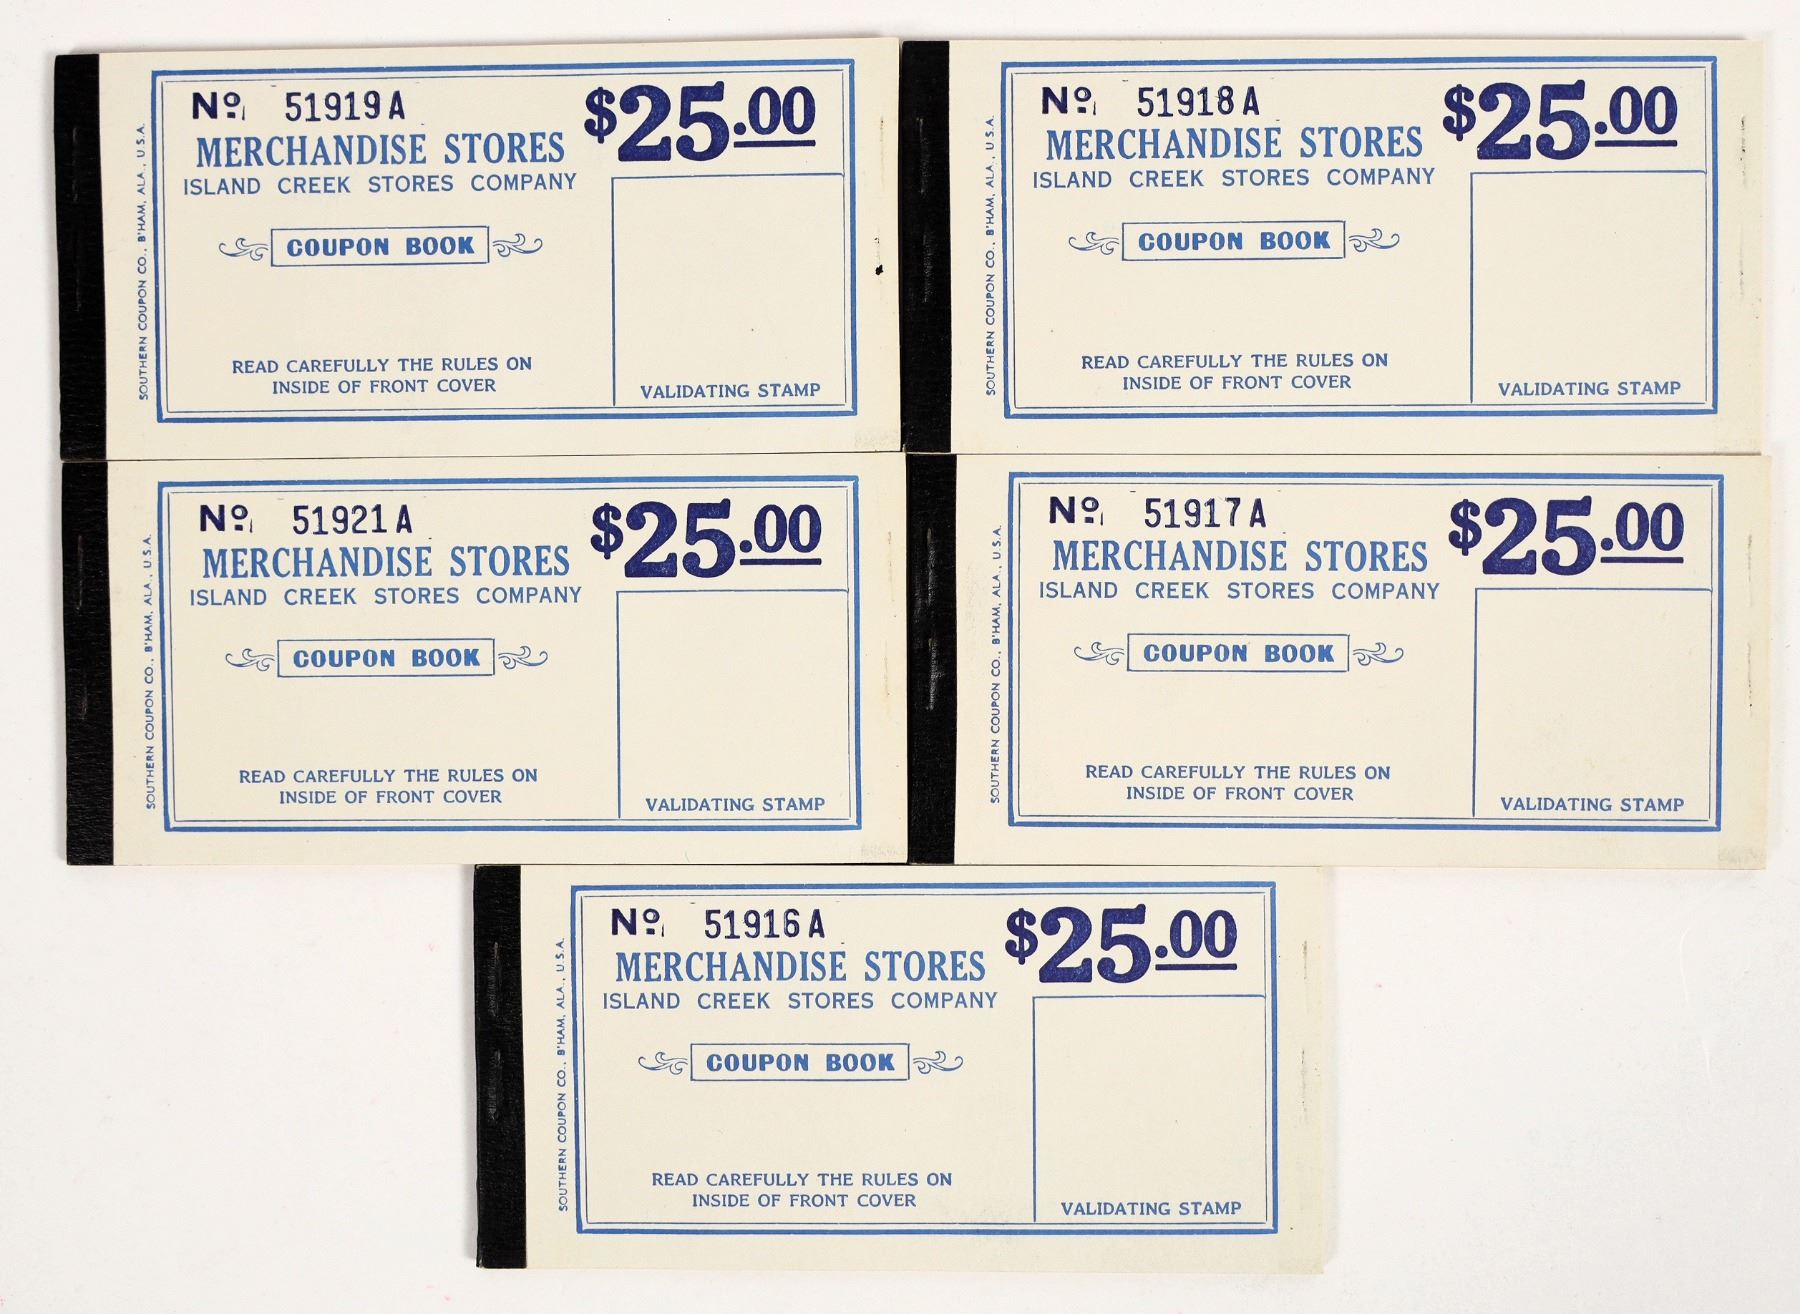 No. 51919 A
$25.00
MERCHANDISE STORES
ISLAND CREEK STORES COMPANY
COUPON BOOK
READ CAREFULLY THE RULES ON
INSIDE OF FRONT COVER
VALIDATING STAMP
SOUTHERN COUPON CO., B'HAM, ALA., U.S.A.
No. 51918 A
$25.00
MERCHANDISE STORES
ISLAND CREEK STORES COMPANY
COUPON BOOK
READ CAREFULLY THE RULES ON
INSIDE OF FRONT COVER
VALIDATING STAMP
SOUTHERN COUPON CO., B'HAM, ALA., U.S.A.
No. 51921 A
$25.00
MERCHANDISE STORES
ISLAND CREEK STORES COMPANY
COUPON BOOK
READ CAREFULLY THE RULES ON
INSIDE OF FRONT COVER
VALIDATING STAMP
SOUTHERN COUPON CO., B'HAM, ALA., U.S.A.
No. 51917 A
$25.00
MERCHANDISE STORES
ISLAND CREEK STORES COMPANY
COUPON BOOK
READ CAREFULLY THE RULES ON
INSIDE OF FRONT COVER
VALIDATING STAMP
SOUTHERN COUPON CO., B'HAM, ALA., U.S.A.
No. 51916 A
$25.00
MERCHANDISE STORES
ISLAND CREEK STORES COMPANY
COUPON BOOK
READ CAREFULLY THE RULES ON
INSIDE OF FRONT COVER
VALIDATING STAMP
SOUTHERN COUPON CO., B'HAM, ALA., U.S.A.